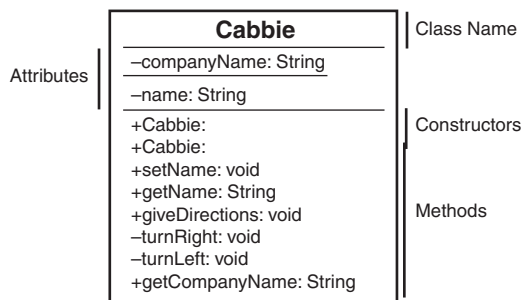 Cabbie
Class Name
Attributes
–companyName: String
–name: String
+Cabbie:
+Cabbie:
Constructors
+setName: void
+getName: String
+giveDirections: void
Methods
–turnRight: void
–turnLeft: void
+getCompanyName: String